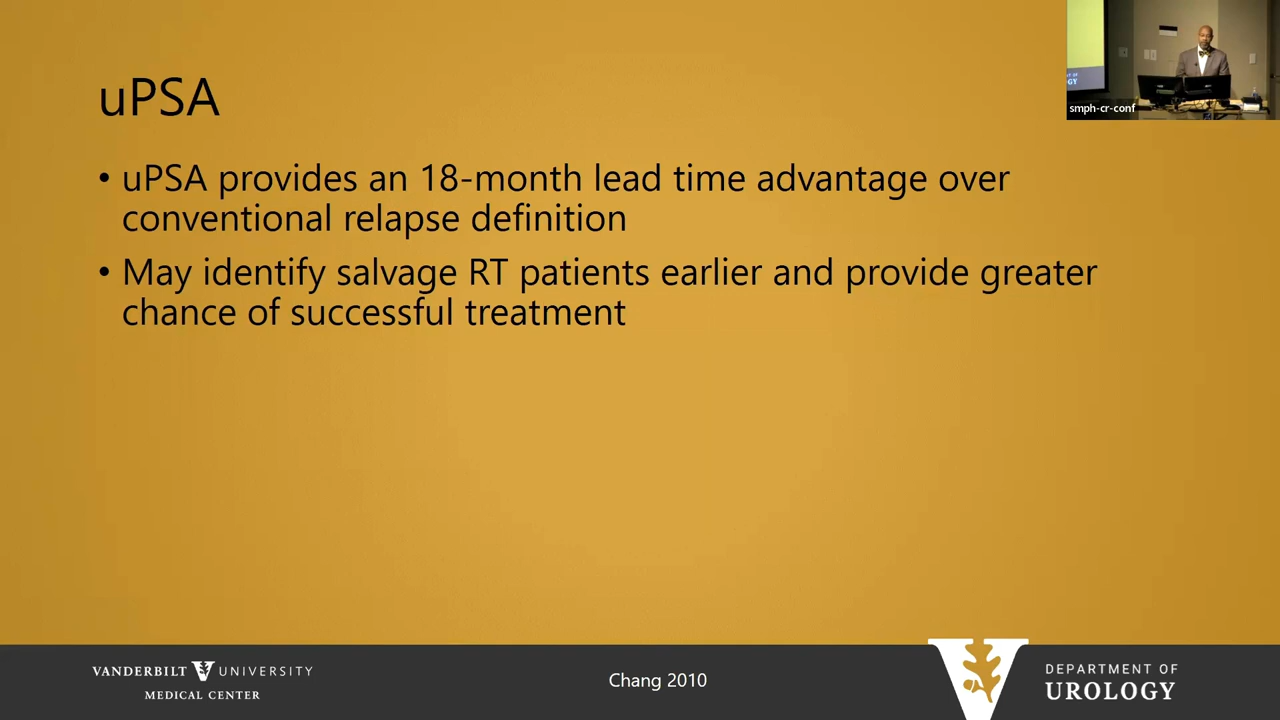 uPSA
• uPSA provides an 18-month lead time advantage over
conventional relapse definition
• May identify salvage RT patients earlier and provide greater
chance of successful treatment
smph-cr-conf
VANDERBILT V UNIVERSITY
MEDICAL CENTER
Chang 2010
V
DEPARTMENT OF
UROLOGY